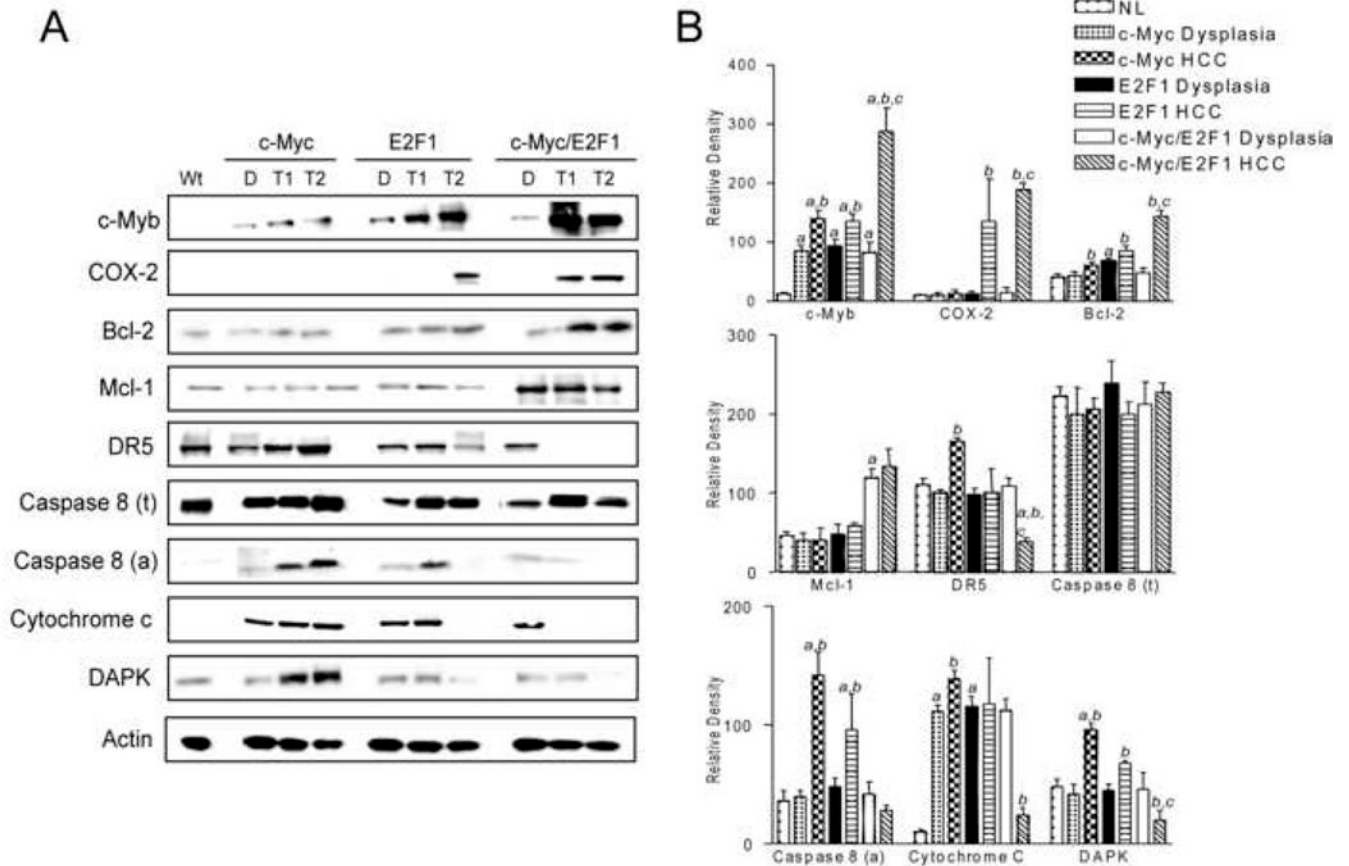 A
c-Myc E2F1 c-Myc/E2F1
Wt D T1 T2 D T1 T2 D T1 T2
c-Myb
COX-2
Bcl-2
Mcl-1
DR5
Caspase 8 (t)
Caspase 8 (a)
Cytochrome c
DAPK
Actin
B
NL
c-Myc Dysplasia
c-Myc HCC
E2F1 Dysplasia
E2F1 HCC
c-Myc/E2F1 Dysplasia
c-Myc/E2F1 HCC
Relative Density
400
300
200
100
0
a a,b a a,b a a,b,c
b b,c
b a b b,c
c-Myb COX-2 Bcl-2
Relative Density
300
200
100
0
a
b a,b,
c
Mcl-1 DR5 Caspase 8 (t)
Relative Density
200
100
0
a,b a,b
a b a b
a,b b b,c
Caspase 8 (a) Cytochrome C DAPK